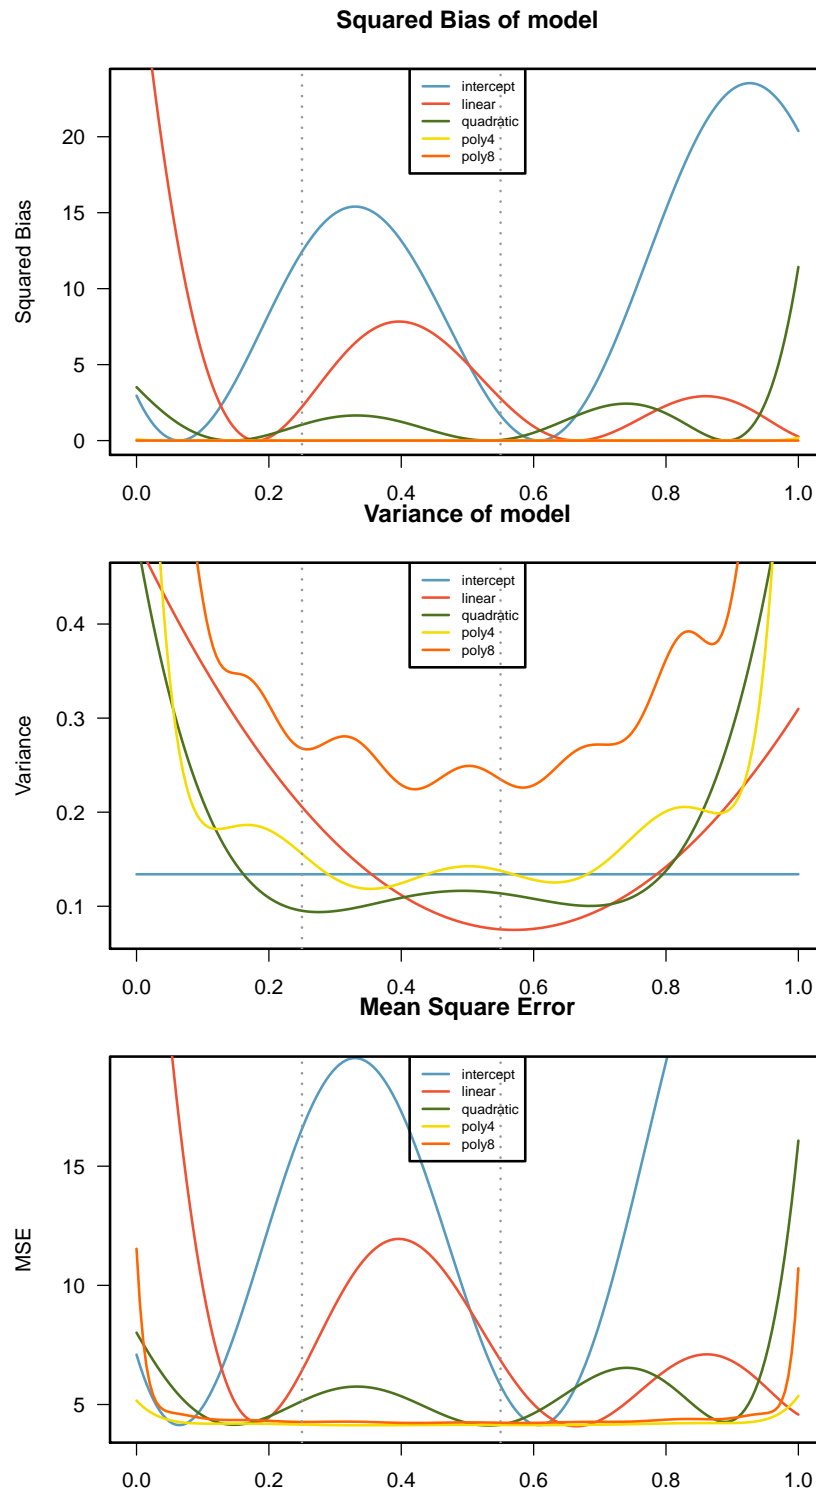 Squared Bias of model
Squared Bias
20
15
10
5
0
intercept
linear
quadratic
poly4
poly8
0.0 0.2 0.4 0.6 0.8 1.0
Variance of model
Variance
0.4
0.3
0.2
0.1
intercept
linear
quadratic
poly4
poly8
0.0 0.2 0.4 0.6 0.8 1.0
Mean Square Error
MSE
15
10
5
intercept
linear
quadratic
poly4
poly8
0.0 0.2 0.4 0.6 0.8 1.0